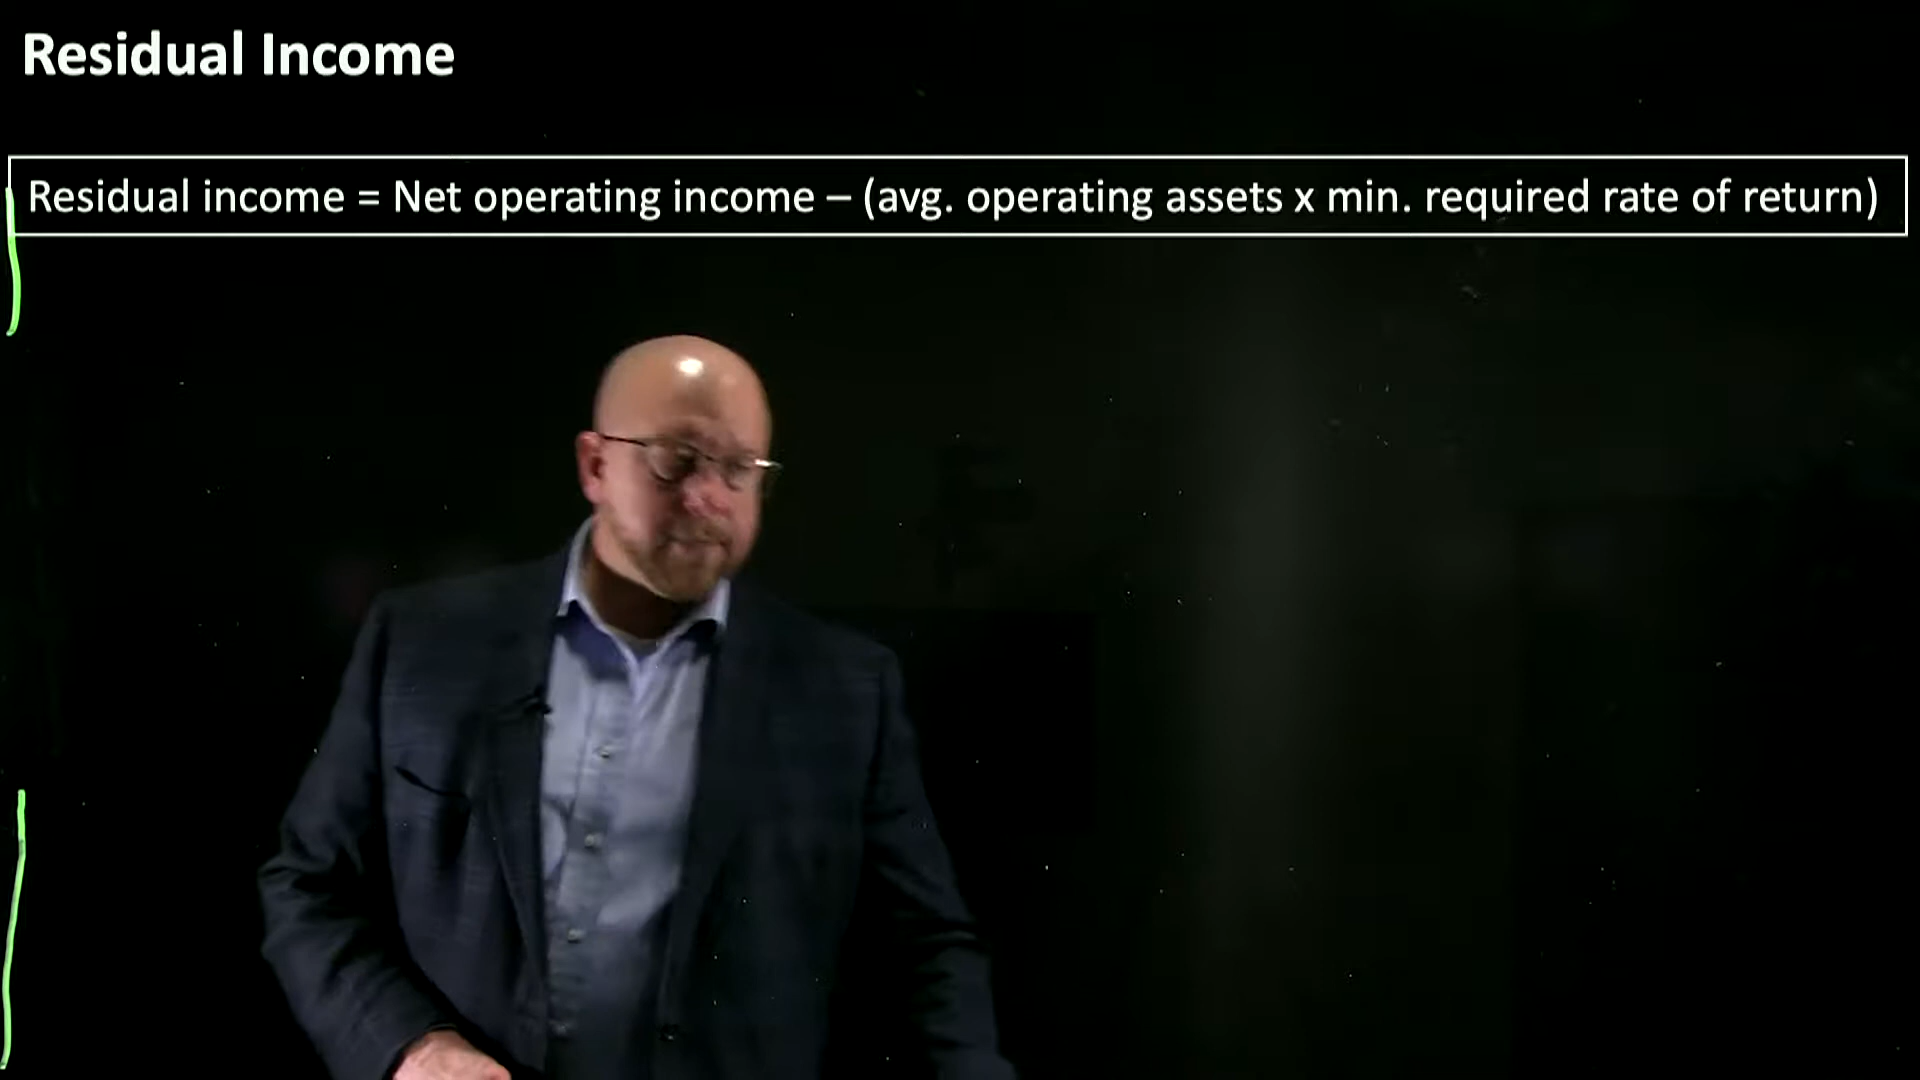 Residual Income
Residual income = Net operating income – (avg. operating assets x min. required rate of return)